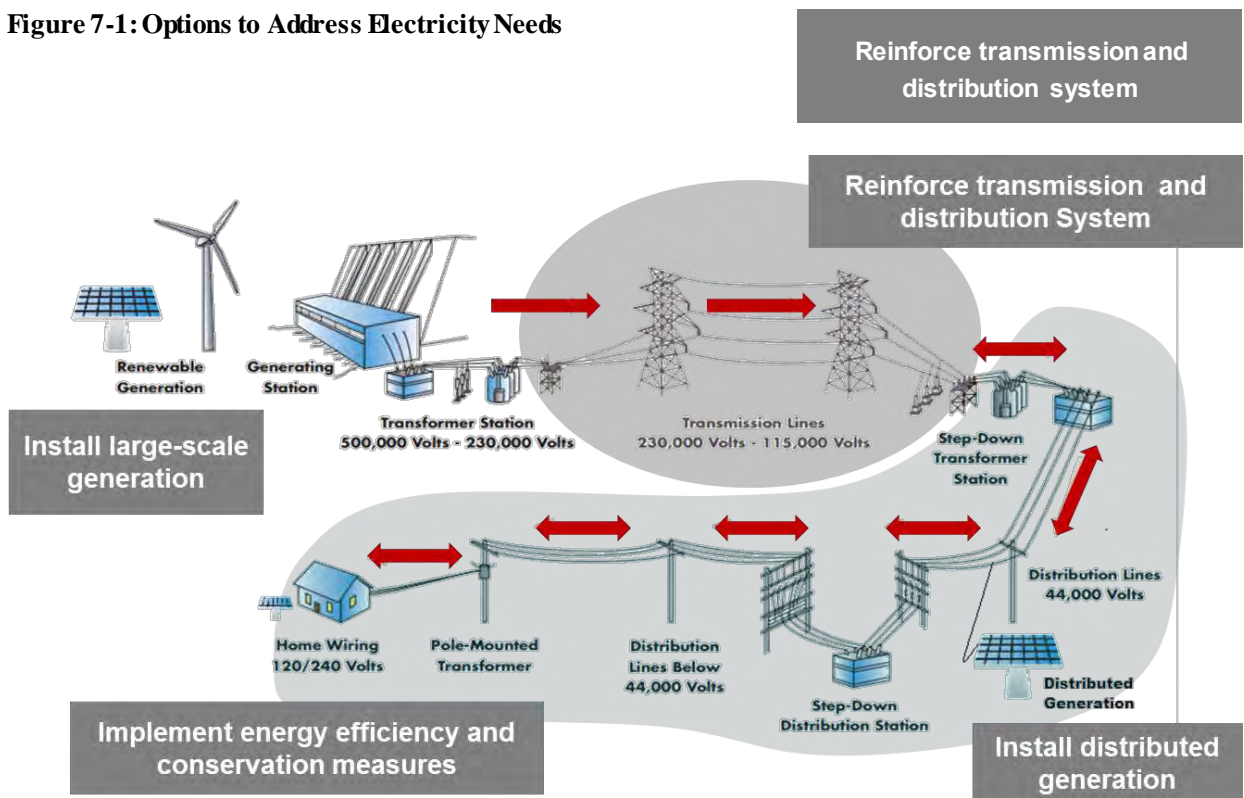 Figure 7-1: Options to Address Electricity Needs
Reinforce transmission and
distribution system
Reinforce transmission and
distribution System
Renewable
Generation
Generating
Station
Transformer Station
500,000 Volts - 230,000 Volts
Transmission Lines
230,000 Volts - 115,000 Volts
Step-Down
Transformer
Station
Install large-scale
generation
Home Wiring
120/240 Volts
Pole-Mounted
Transformer
Distribution
Lines Below
44,000 Volts
Step-Down
Distribution Station
Distribution Lines
44,000 Volts
Distributed
Generation
Implement energy efficiency and
conservation measures
Install distributed
generation